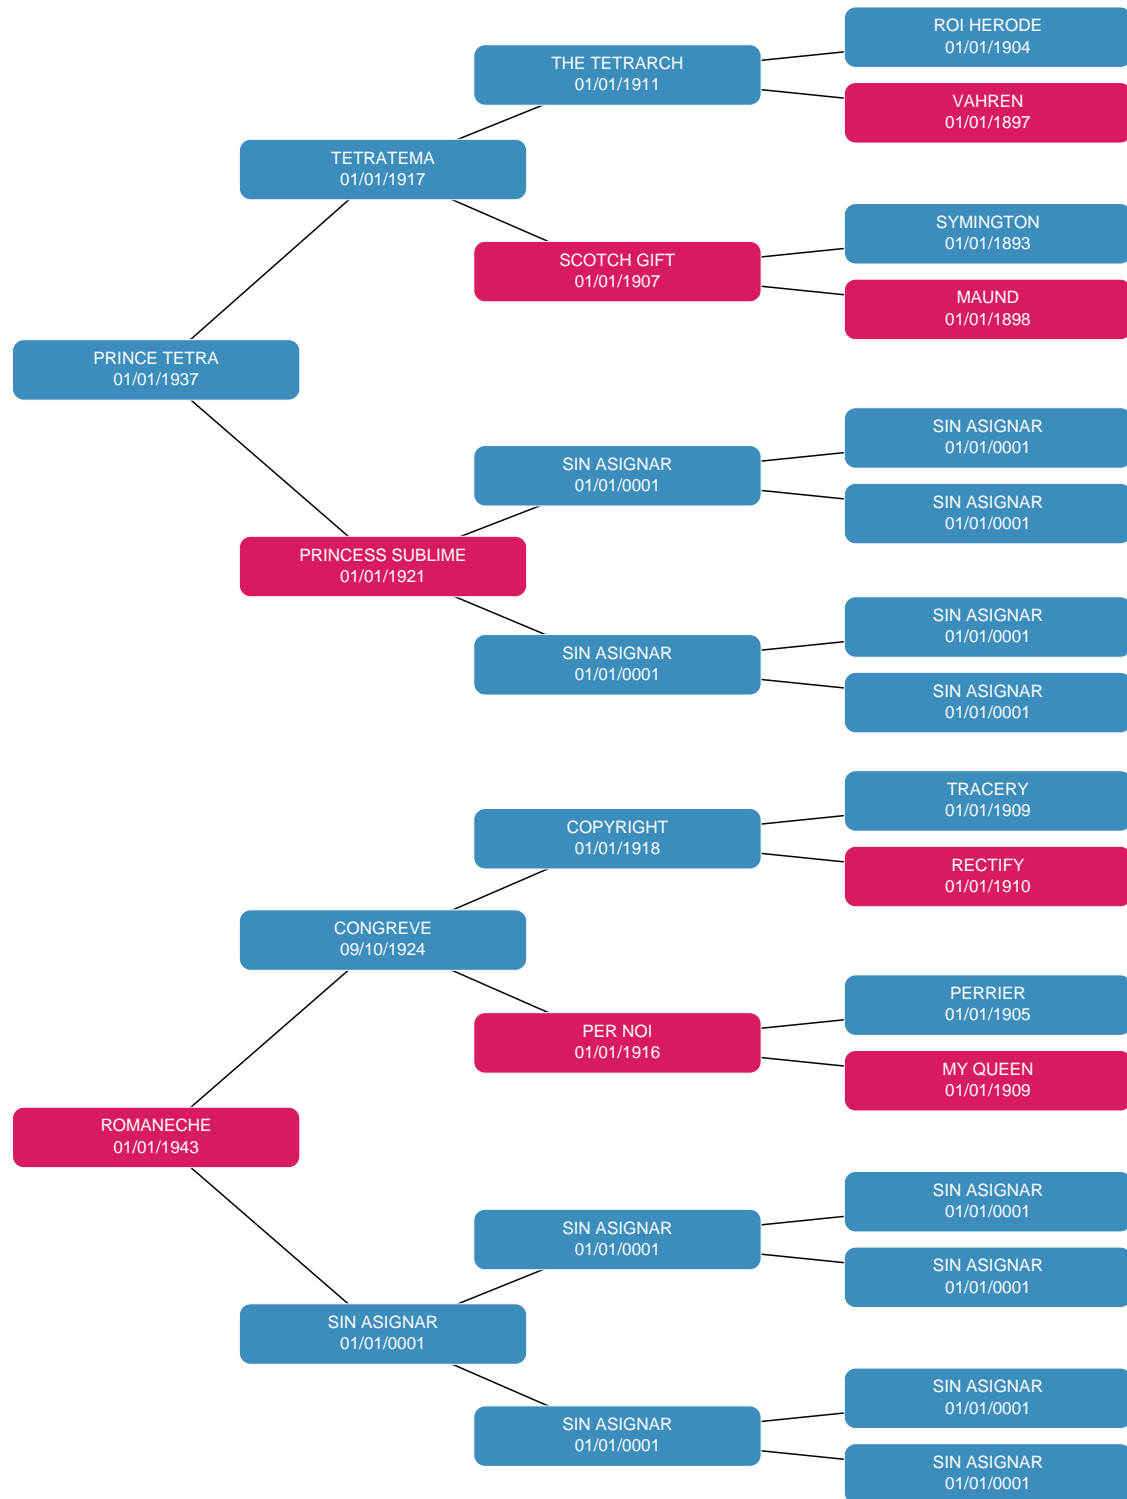 ROI HERODE
01/01/1904
THE TETRARCH
01/01/1911
VAHREN
01/01/1897
TETRATEMA
01/01/1917
SYMINGTON
01/01/1893
SCOTCH GIFT
01/01/1907
MAUND
01/01/1898
PRINCE TETRA
01/01/1937
SIN ASIGNAR
01/01/0001
SIN ASIGNAR
01/01/0001
SIN ASIGNAR
01/01/0001
PRINCESS SUBLIME
01/01/1921
SIN ASIGNAR
01/01/0001
SIN ASIGNAR
01/01/0001
SIN ASIGNAR
01/01/0001
TRACERY
01/01/1909
COPYRIGHT
01/01/1918
RECTIFY
01/01/1910
CONGREVE
09/10/1924
PERRIER
01/01/1905
PER NOI
01/01/1916
MY QUEEN
01/01/1909
ROMANECHE
01/01/1943
SIN ASIGNAR
01/01/0001
SIN ASIGNAR
01/01/0001
SIN ASIGNAR
01/01/0001
SIN ASIGNAR
01/01/0001
SIN ASIGNAR
01/01/0001
SIN ASIGNAR
01/01/0001
SIN ASIGNAR
01/01/0001